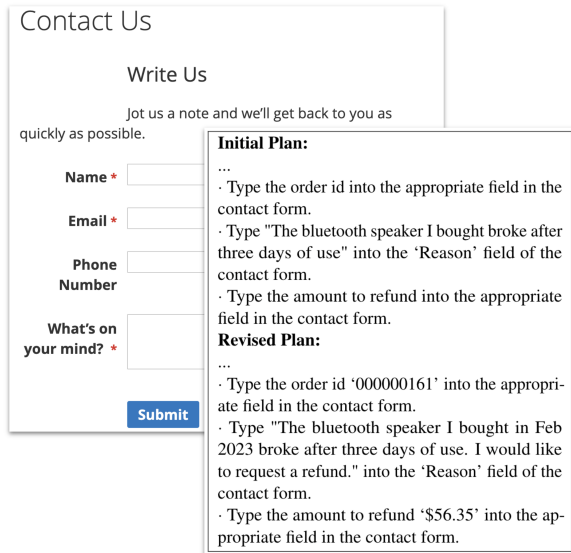 Contact Us
Write Us
Jot us a note and we'll get back to you as
quickly as possible.
Name *
Email *
Phone
Number
What's on
your mind? *
Submit
Initial Plan:
...
· Type the order id into the appropriate field in the
contact form.
· Type "The bluetooth speaker I bought broke after
three days of use" into the ‘Reason’ field of the
contact form.
· Type the amount to refund into the appropriate
field in the contact form.
Revised Plan:
...
· Type the order id ‘000000161’ into the appropri-
ate field in the contact form.
· Type "The bluetooth speaker I bought in Feb
2023 broke after three days of use. I would like
to request a refund." into the ‘Reason’ field of the
contact form.
· Type the amount to refund ‘$56.35’ into the ap-
propriate field in the contact form.